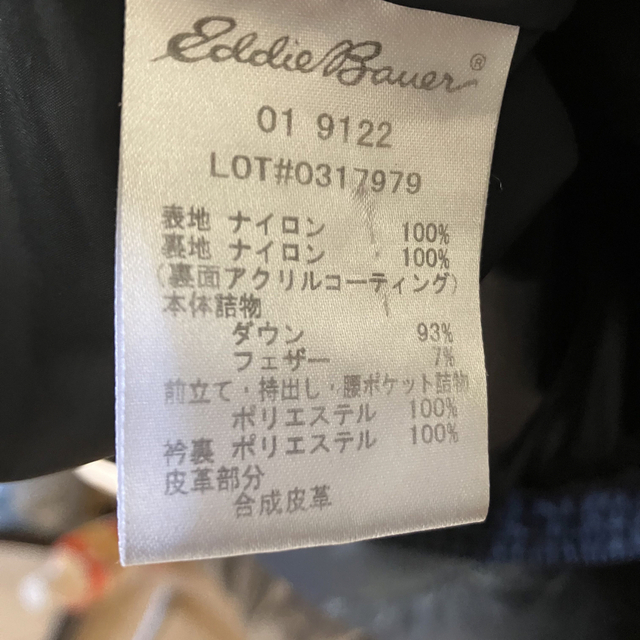 Eddie Bauer®
01 9122
LOT#0317979
表地 ナイロン 100%
裏地 ナイロン 100%
(裏面アクリルコーティング)
本体詰物
ダウン 93%
フェザー 7%
前立て・持出し・腰ポケット詰物
ポリエステル 100%
衿裏 ポリエステル 100%
皮革部分
合成皮革